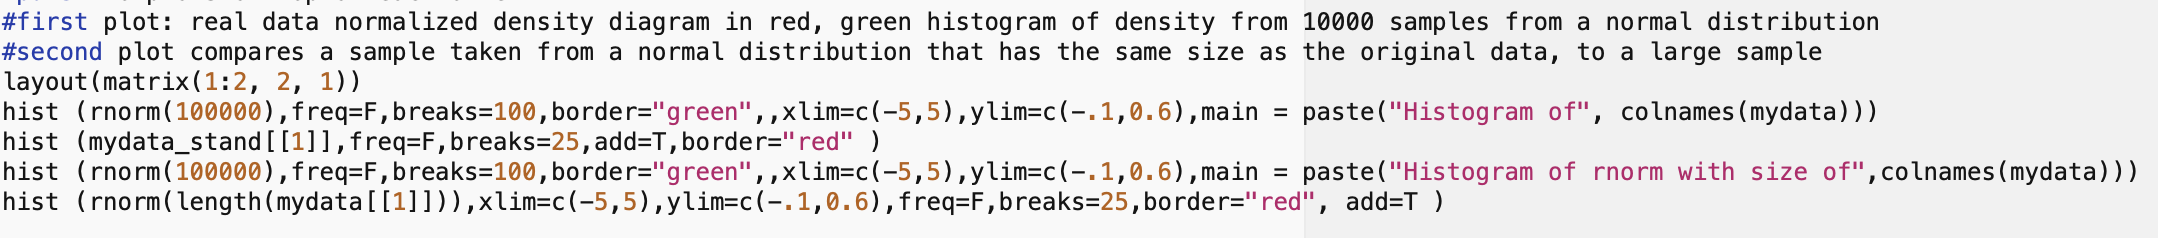 #first plot: real data normalized density diagram in red, green histogram of density from 10000 samples from a normal distribution
#second plot compares a sample taken from a normal distribution that has the same size as the original data, to a large sample
layout(matrix(1:2, 2, 1))
hist (rnorm(100000),freq=F,breaks=100,border="green",,xlim=c(-5,5),ylim=c(-.1,0.6),main = paste("Histogram of", colnames(mydata)))
hist (mydata_stand[[1]],freq=F,breaks=25,add=T,border="red" )
hist (rnorm(100000),freq=F,breaks=100,border="green",,xlim=c(-5,5),ylim=c(-.1,0.6),main = paste("Histogram of rnorm with size of",colnames(mydata)))
hist (rnorm(length(mydata[[1]])),xlim=c(-5,5),ylim=c(-.1,0.6),freq=F,breaks=25,border="red", add=T )